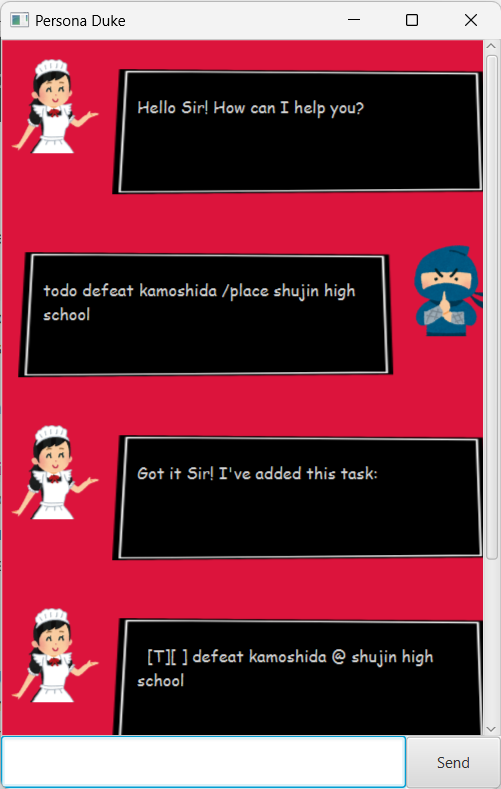 Persona Duke
Hello Sir! How can I help you?
todo defeat kamoshida /place shujin high
school
Got it Sir! I've added this task:
[T][ ] defeat kamoshida @ shujin high
school
Send